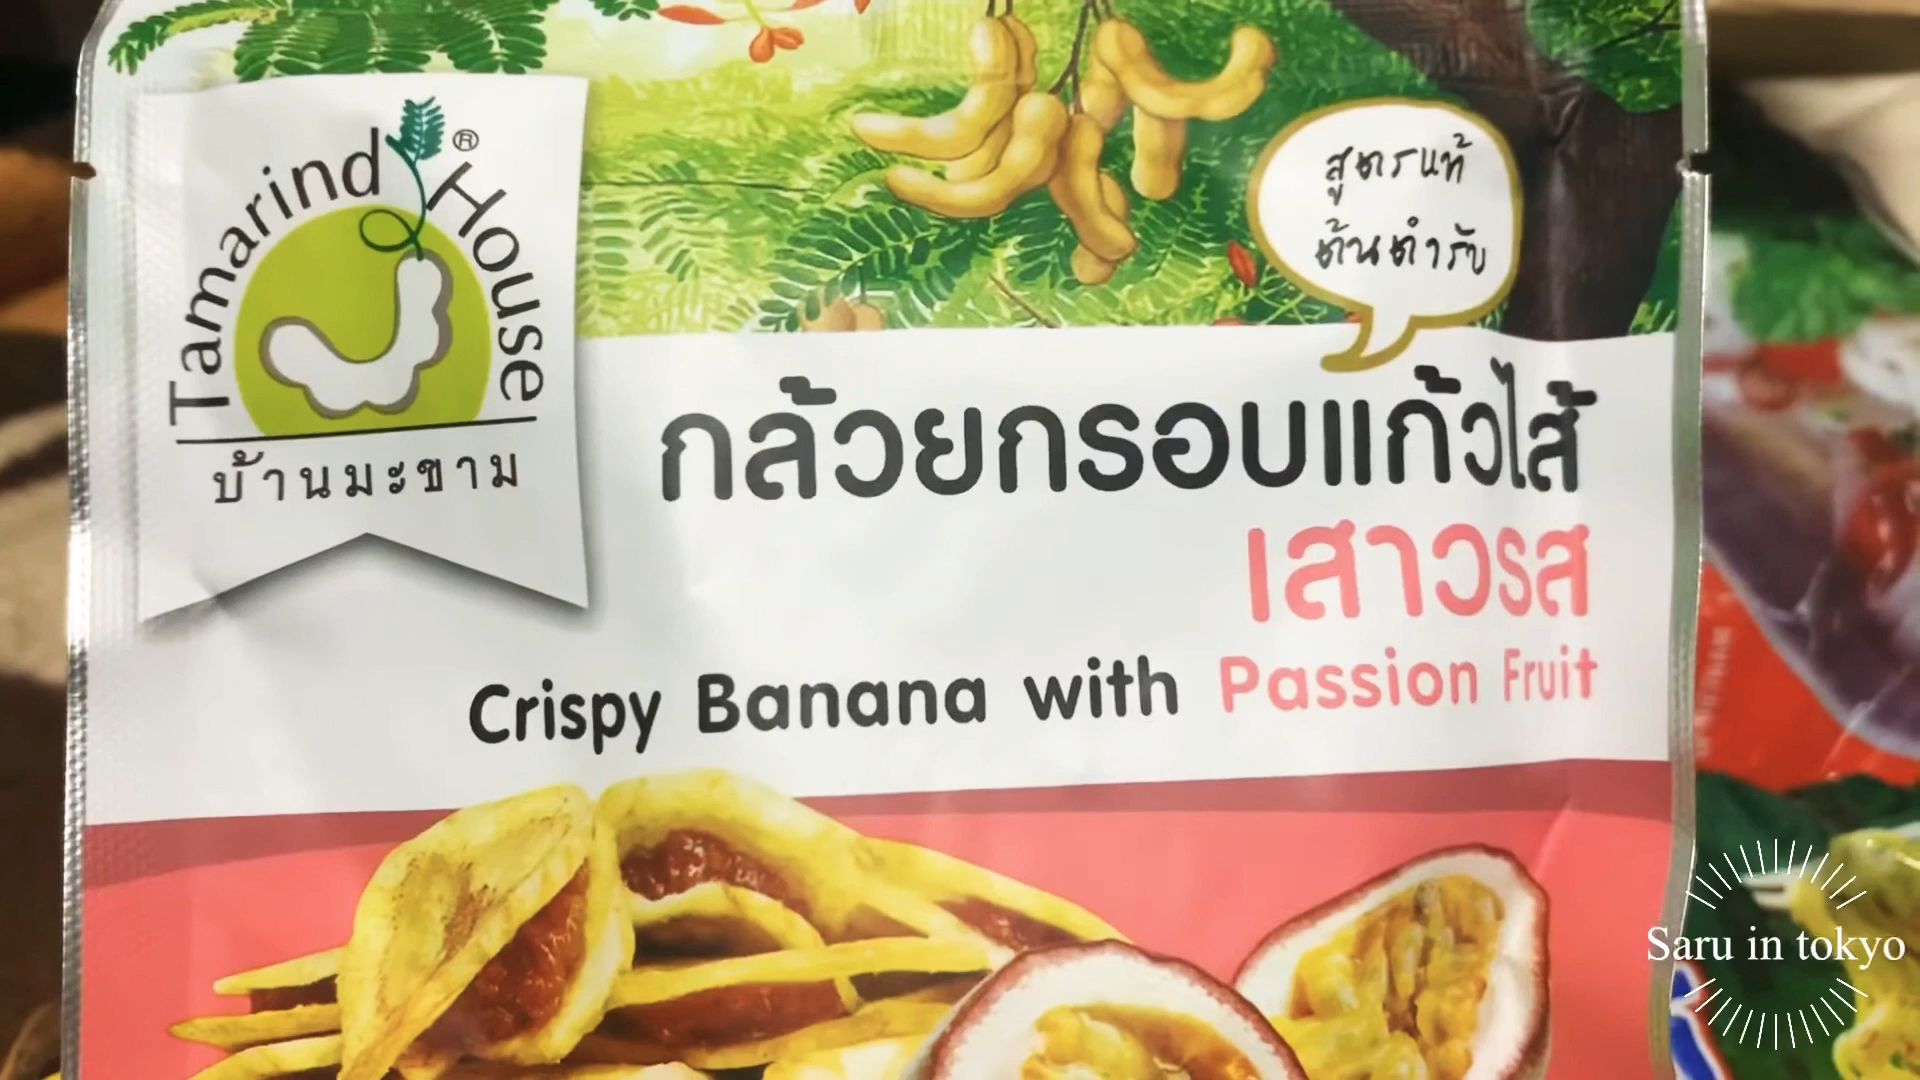 Tamarind House®
บ้านมะขาม
สูตรแท้
ต้นตำรับ
กล้วยกรอบแก้วไส้
เสาวรส
Crispy Banana with Passion Fruit
Saru in tokyo